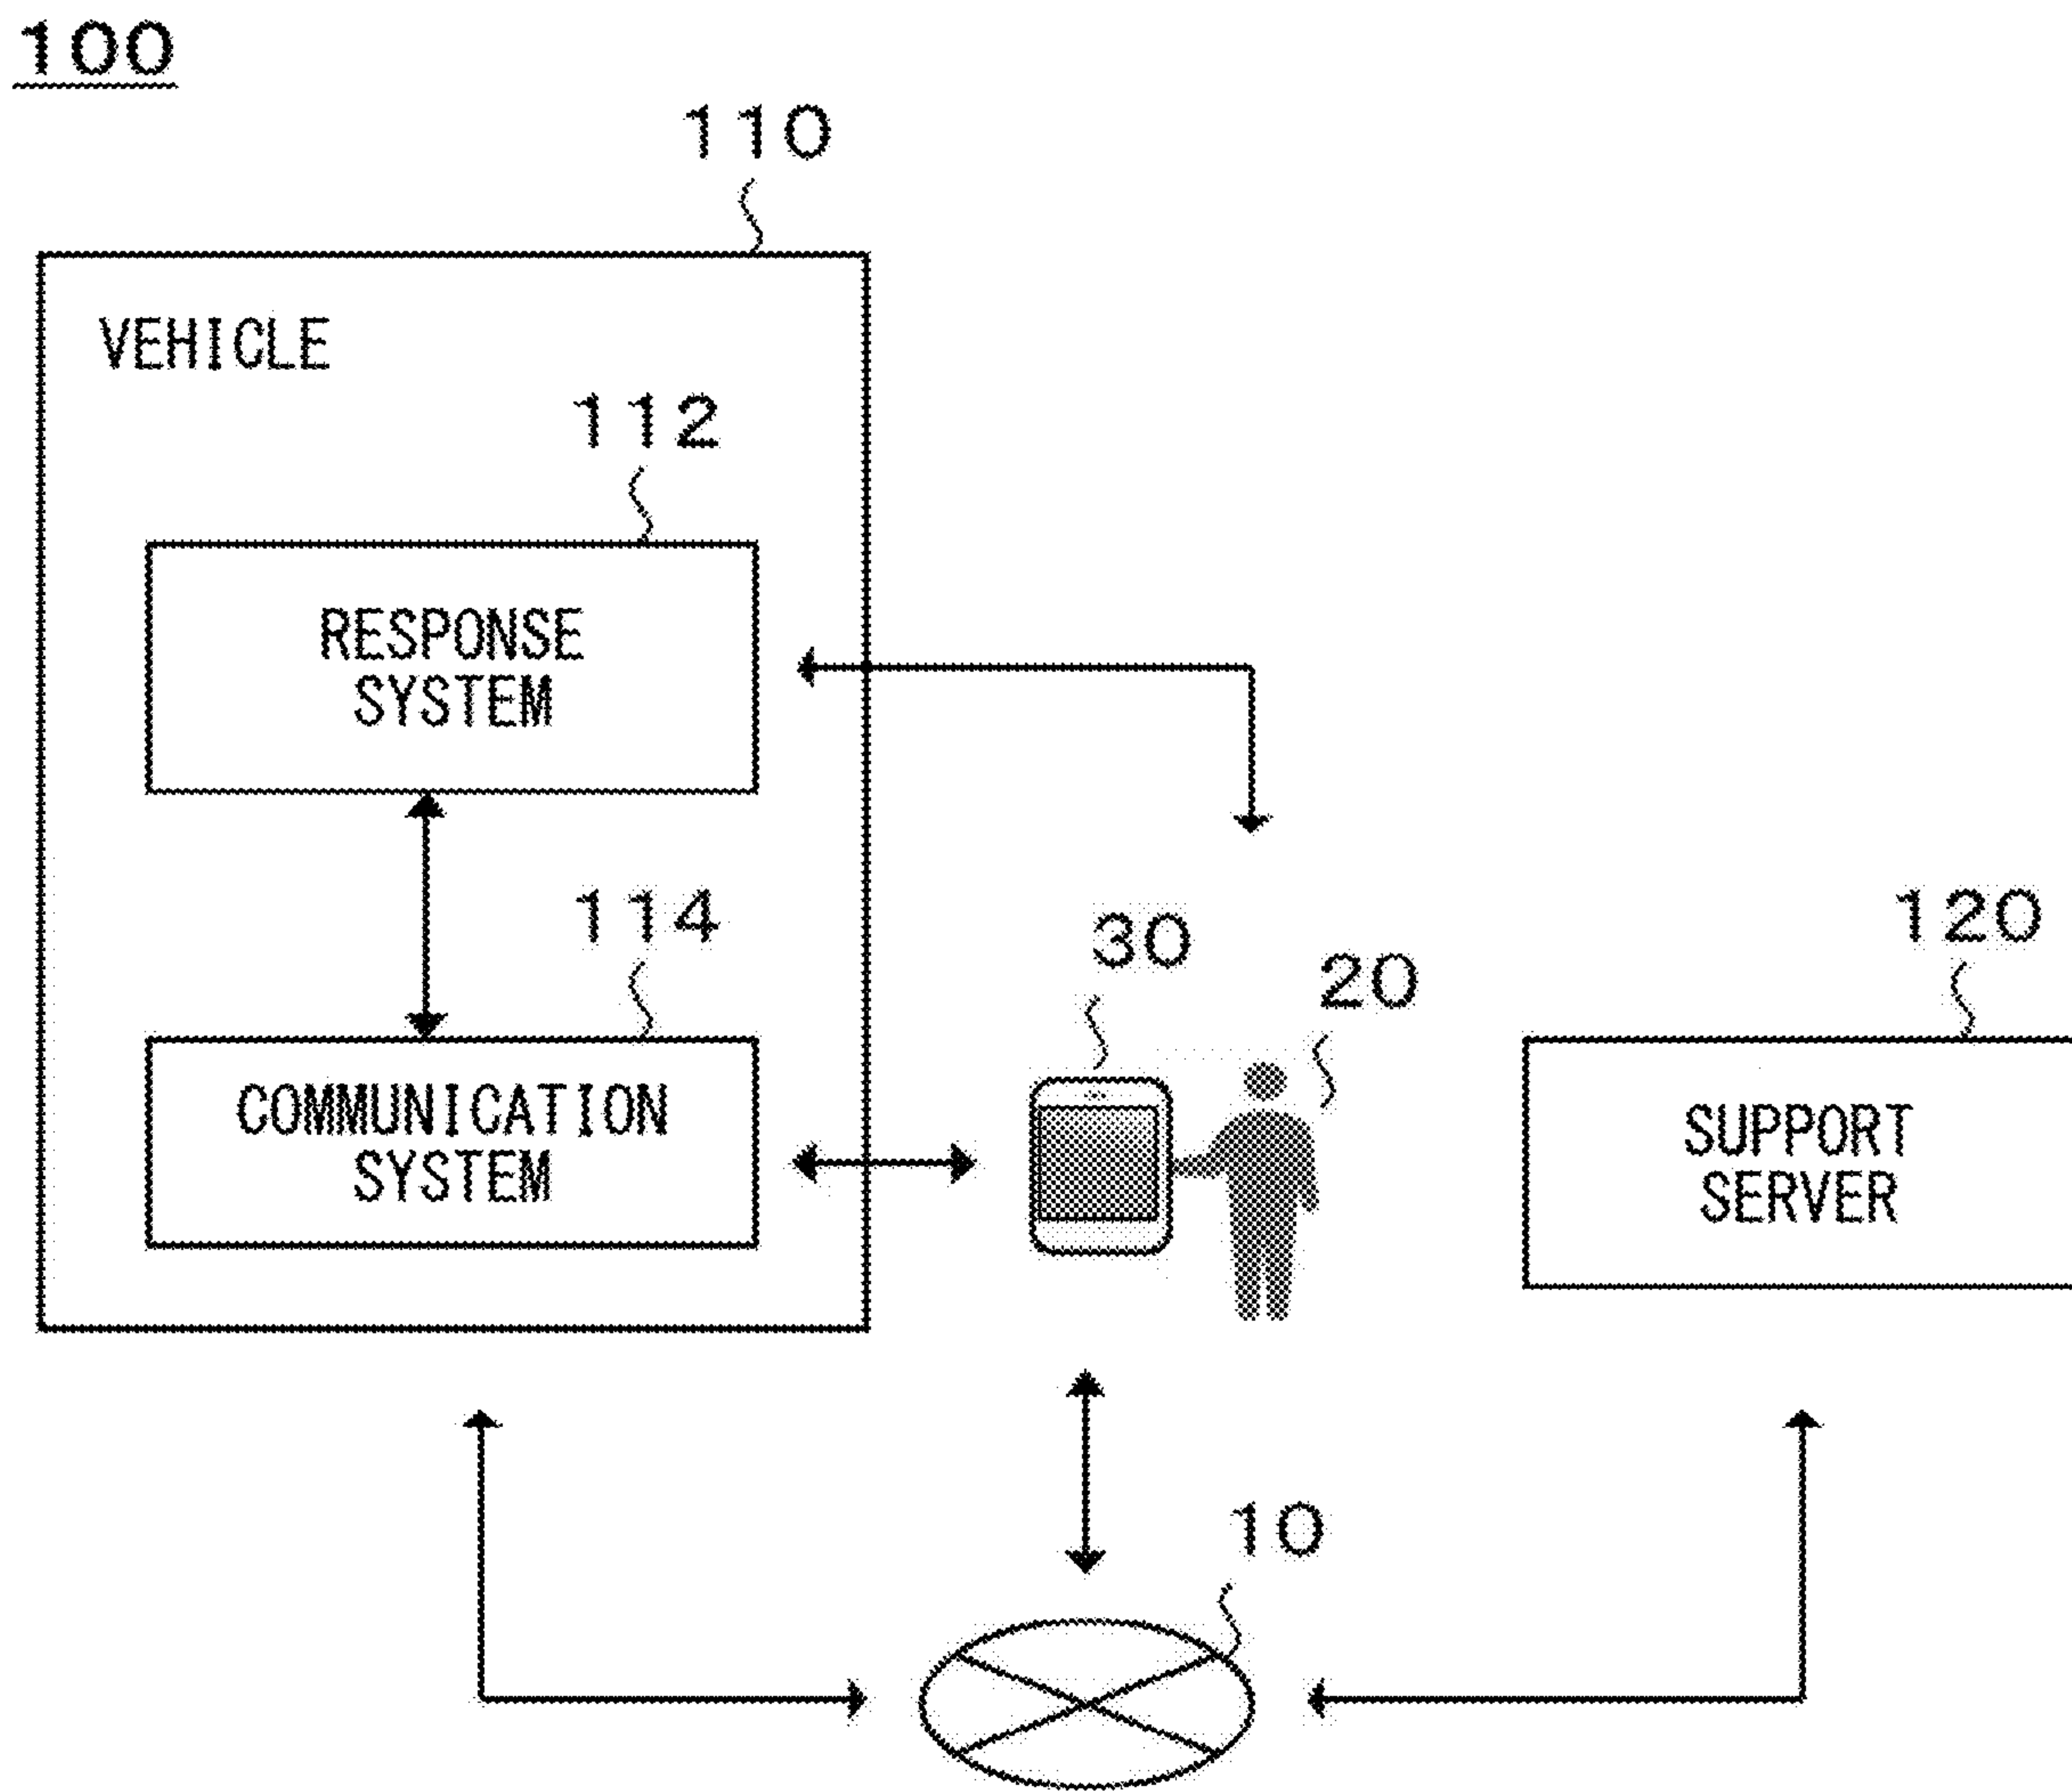 100
110
VEHICLE
112
RESPONSE
SYSTEM
114
COMMUNICATION
SYSTEM
30
20
120
SUPPORT
SERVER
10